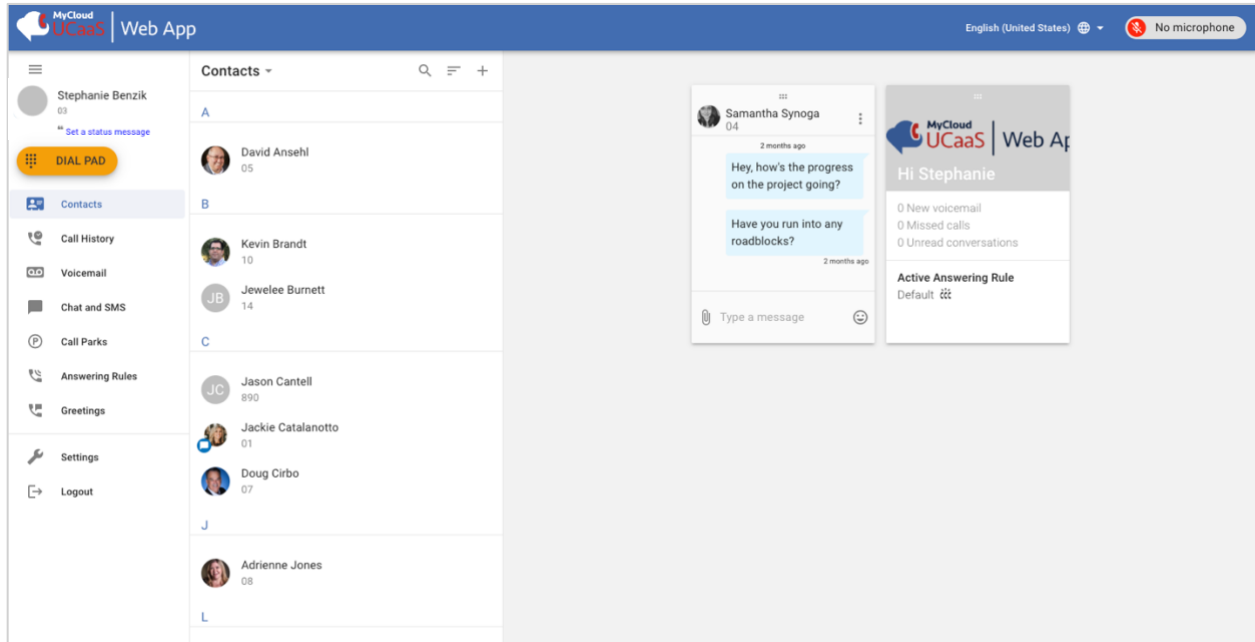 MyCloud
UCaaS | Web App
English (United States)
No microphone
Stephanie Benzik
03
Set a status message
DIAL PAD
Contacts
Call History
Voicemail
Chat and SMS
Call Parks
Answering Rules
Greetings
Settings
Logout
Contacts
A
David Ansehl
05
B
Kevin Brandt
10
JB
Jewelee Burnett
14
C
JC
Jason Cantell
890
Jackie Catalanotto
01
Doug Cirbo
07
J
Adrienne Jones
08
L
Samantha Synoga
04
2 months ago
Hey, how's the progress
on the project going?
Have you run into any
roadblocks?
2 months ago
Type a message
MyCloud
UCaaS | Web Ap
Hi Stephanie
0 New voicemail
0 Missed calls
0 Unread conversations
Active Answering Rule
Default